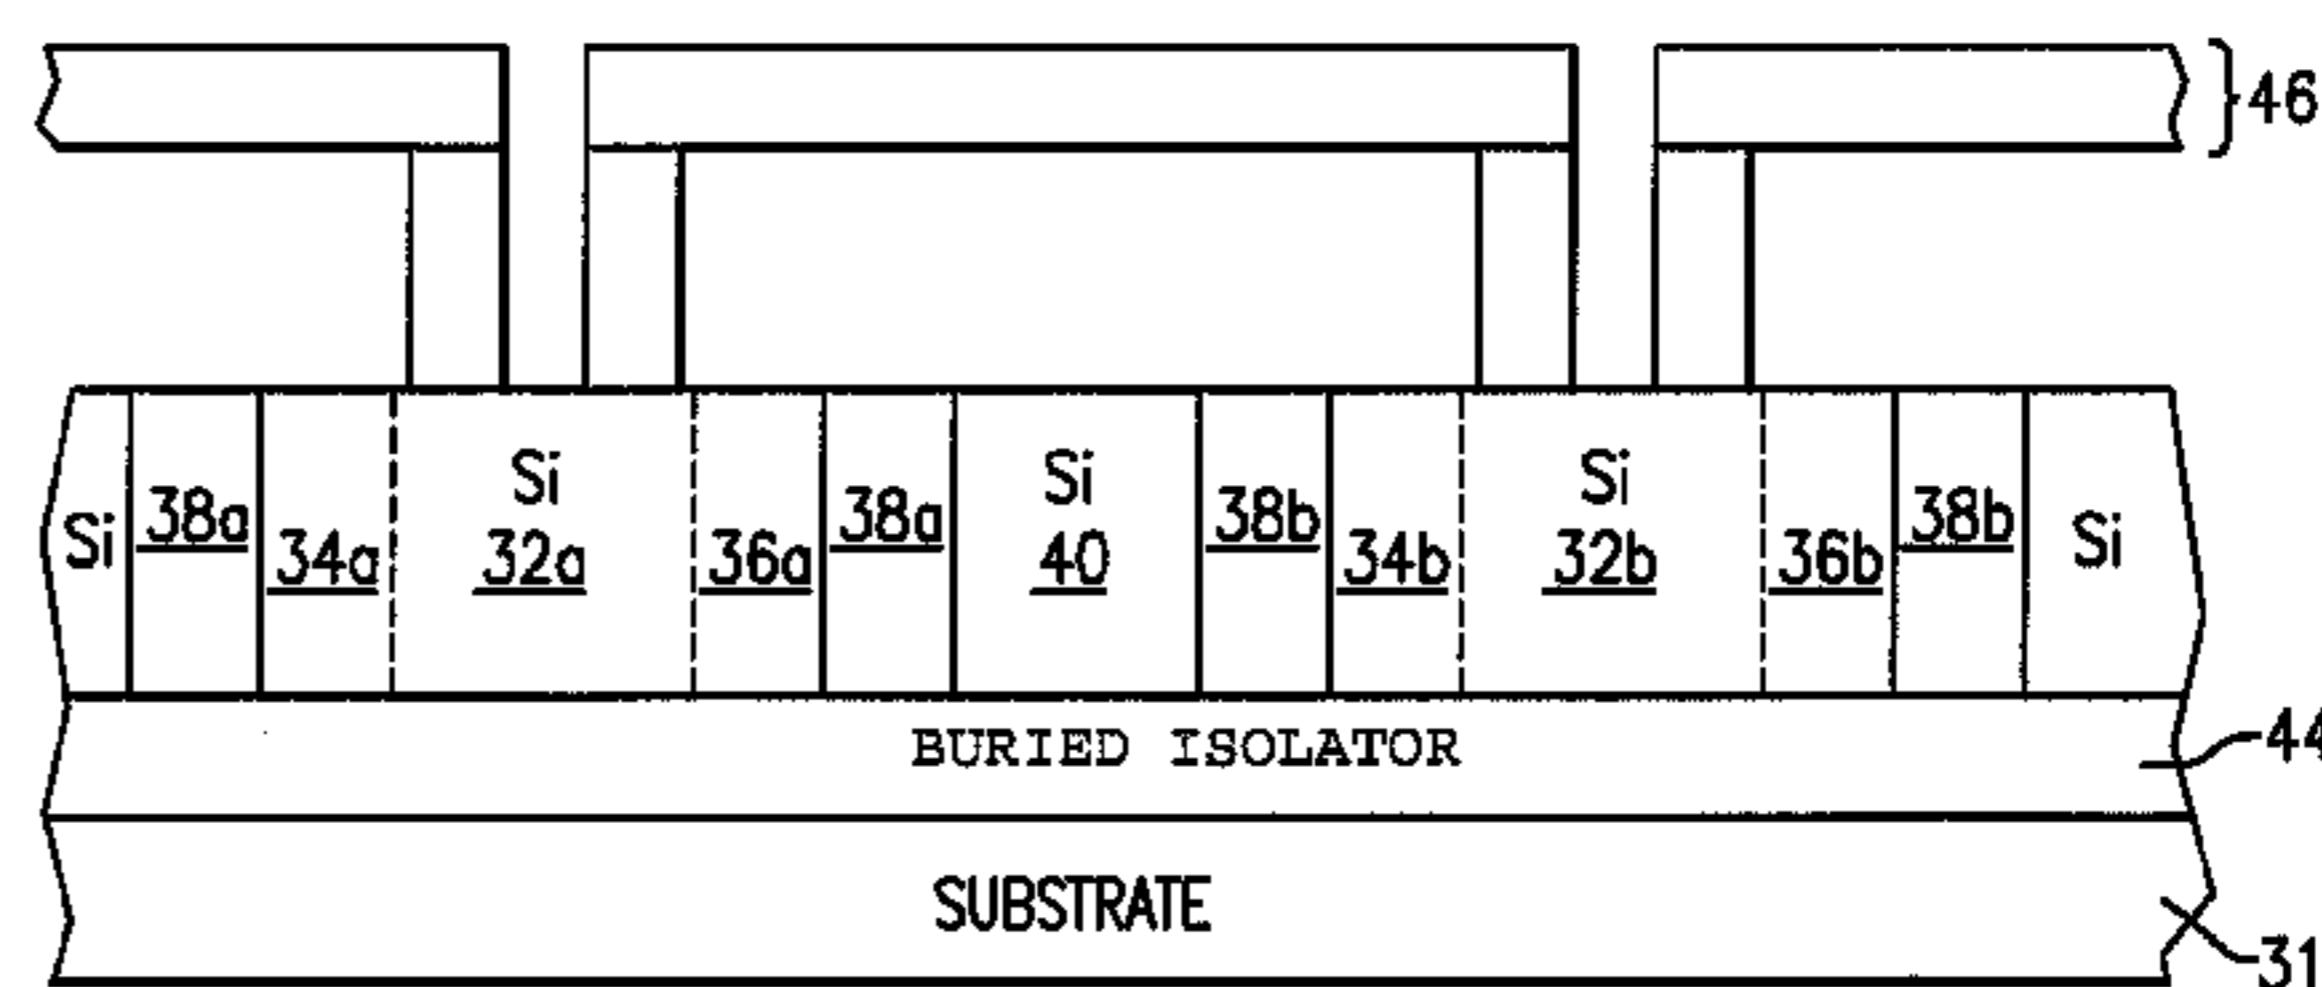 46
Si 38a 34a Si 32a 36a 38a Si 40 38b 34b Si 32b 36b 38b Si
BURIED ISOLATOR
44
SUBSTRATE
31